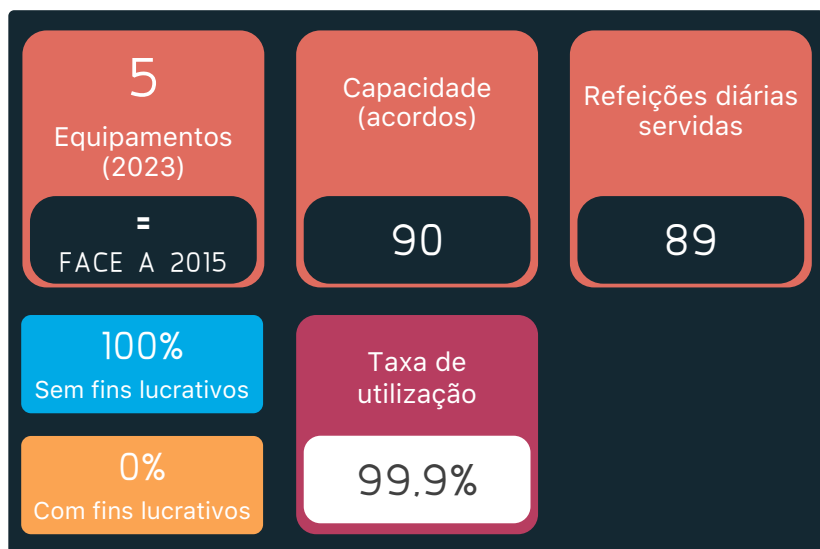 5
Equipamentos
(2023)
=
FACE A 2015
Capacidade
(acordos)
90
Refeições diárias
servidas
89
100%
Sem fins lucrativos
0%
Com fins lucrativos
Taxa de
utilização
99,9%